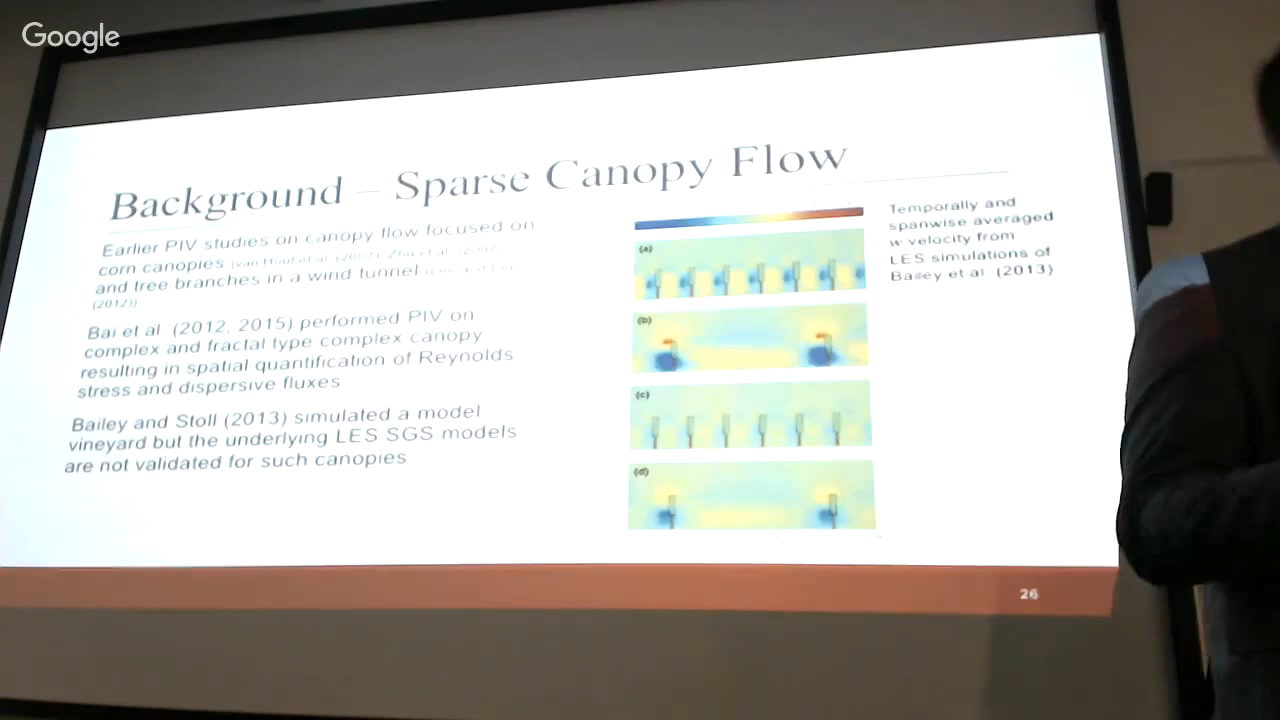 Google
Background – Sparse Canopy Flow
Earlier PIV studies on canopy flow focused on
corn canopies
and tree branches in a wind tunnel
(2012))
Bai et al (2012, 2015) performed PIV on
complex and fractal type complex canopy
resulting in spatial quantification of Reynolds
stress and dispersive fluxes
Bailey and Stoll (2013) simulated a model
vineyard but the underlying LES SGS models
are not validated for such canopies
(a)
(b)
(c)
(d)
Temporally and
spanwise averaged
w velocity from
LES simulations of
Bailey et al (2013)
26